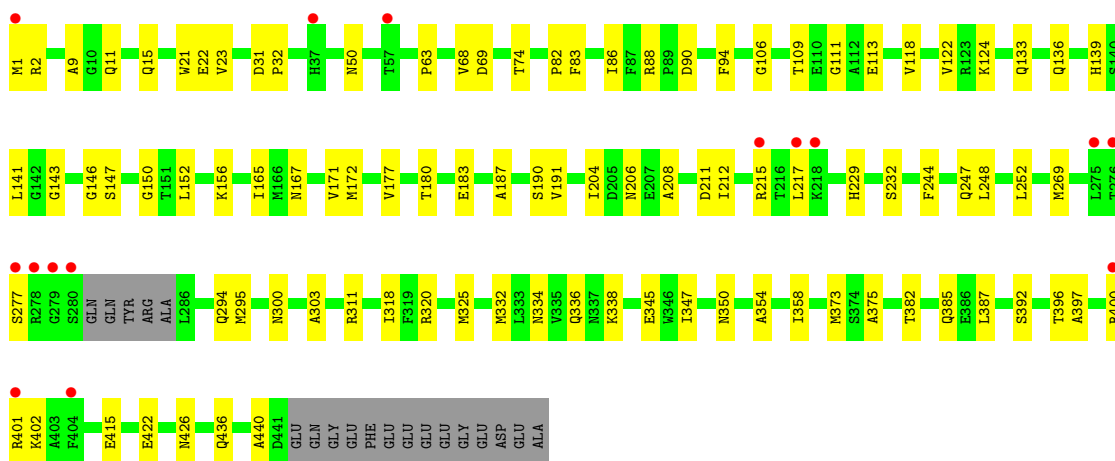 M1 R2 A9 G10 Q11 Q15 W21 E22 V23 D31 P32 H37 N50 T57 P63 V68 D69 T74 P82 F83 I86 F87 R88 P89 D90 F94 G106 T109 E110 G111 A112 E113 V118 V122 R123 K124 Q133 Q136 H139 S140
L141 G142 G143 G146 S147 G150 T151 L152 K156 I165 M166 N167 V171 M172 V177 T180 E183 A187 S190 V191 I204 D205 N206 E207 A208 D211 I212 R215 T216 L217 K218 H229 S232 F244 Q247 L248 L252 M269 L275 T276
S277 R278 G279 S280 GLN GLN TYR ARG ALA L286 Q294 M295 N300 A303 R311 I318 F319 R320 M325 M332 L333 N334 V335 Q336 N337 K338 E345 W346 I347 N350 A354 I358 M373 S374 A375 T382 Q385 E386 L387 S392 T396 A397
R401 K402 A403 F404 E415 E422 N426 Q436 A440 D441 GLU GLN GLY GLU PHE GLU GLU GLU GLU GLY GLU ASP GLU ALA